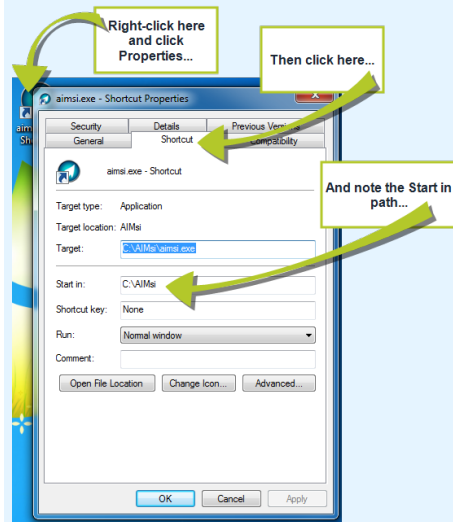 Right-click here
and click
Properties...
Then click here...
aimsi.exe - Shortcut Properties
Security Details Previous Versions
General Shortcut Compatibility
aimsi.exe - Shortcut
And note the Start in
path...
Target type: Application
Target location: AIMsi
Target: C:\AIMsi\aimsi.exe
Start in: C:\AIMsi
Shortcut key: None
Run: Normal window
Comment:
Open File Location Change Icon... Advanced...
OK Cancel Apply